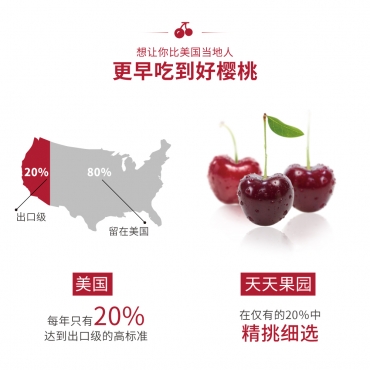 想让你比美国当地人
更早吃到好樱桃
20%
80%
出口级
留在美国
美国
每年只有20%
达到出口级的高标准
天天果园
在仅有的20%中
精挑细选